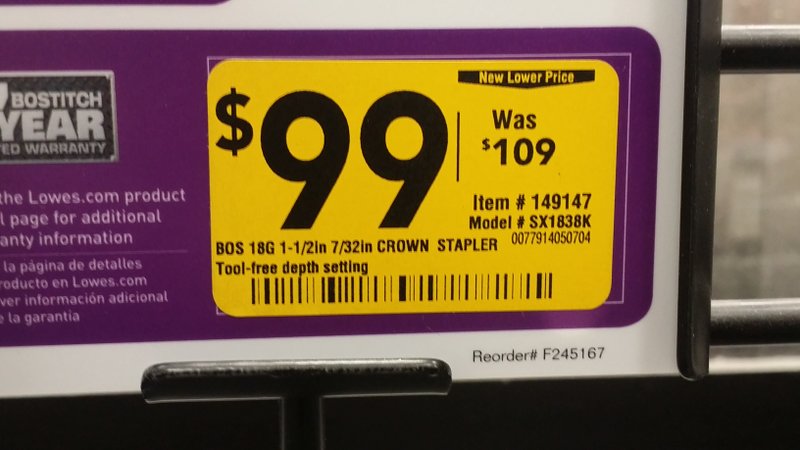 BOSTITCH
YEAR
WARRANTY
the Lowes.com product
page for additional
information
la página de detalles
en Lowes.com
ver información adicional
la garantía
New Lower Price
$99
Was
$109
Item # 149147
Model # SX1838K
0077914050704
BOS 18G 1-1/2in 7/32in CROWN STAPLER
Tool-free depth setting
Reorder# F245167